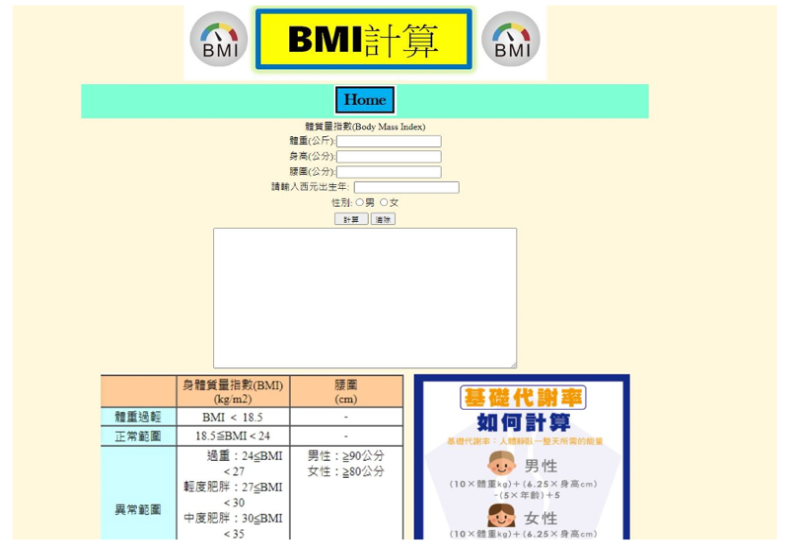 BMI
BMI計算
BMI
Home
體質量指數(Body Mass Index)
體重(公斤):
身高(公分):
腰圍(公分):
請輸入西元出生年:
性別: 男 女
計算 清除
身體質量指數(BMI)
(kg/m2)
腰圍
(cm)
體重過輕 BMI < 18.5 -
正常範圍 18.5≦BMI < 24 -
異常範圍
過重：24≦BMI
< 27
輕度肥胖：27≦BMI
< 30
中度肥胖：30≦BMI
< 35
男性：≧90公分
女性：≧80公分
基礎代謝率
如何計算
基礎代謝率：人體靜臥一整天所需的能量
男性
(10×體重kg)+(6.25×身高cm)
-(5×年齡)+5
女性
(10×體重kg)+(6.25×身高cm)